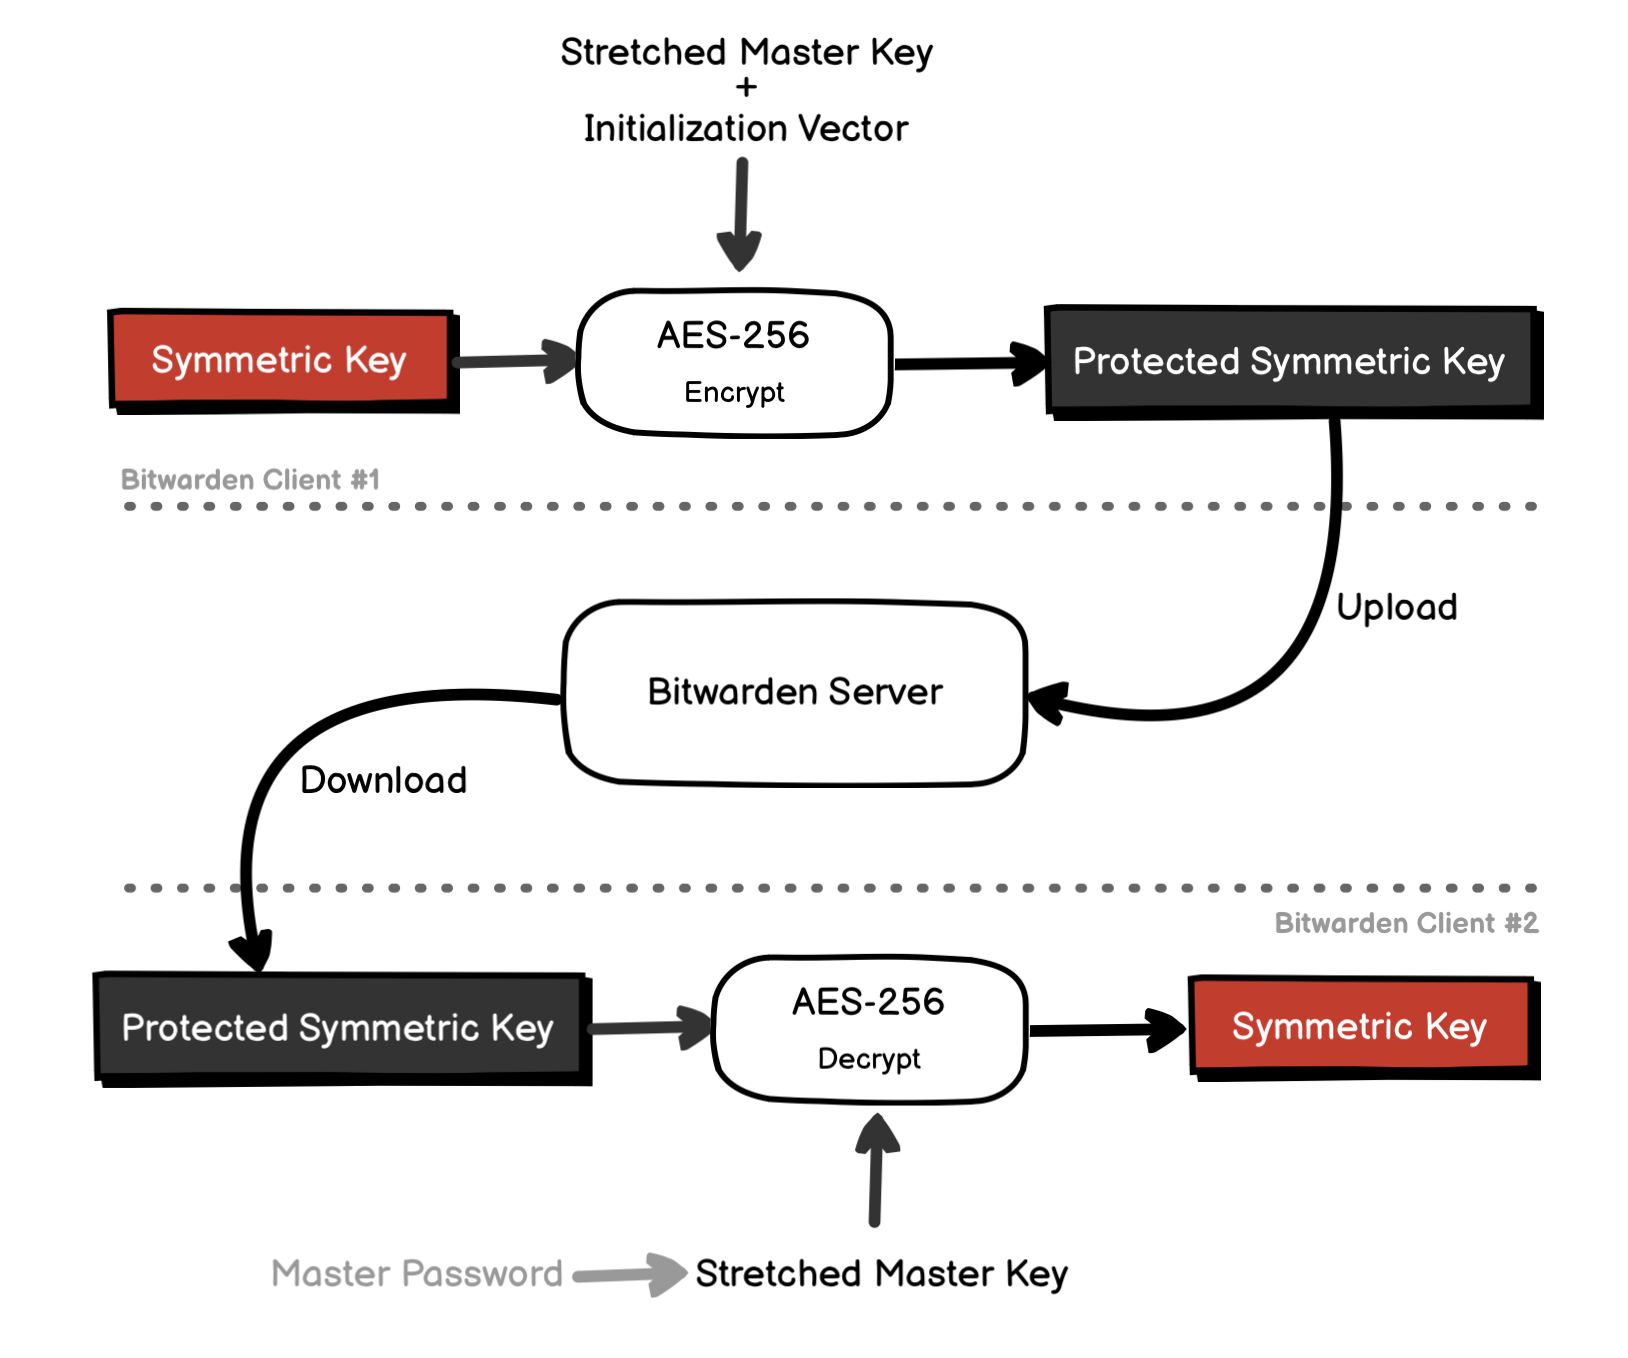 Stretched Master Key
+
Initialization Vector
Symmetric Key
AES-256
Encrypt
Protected Symmetric Key
Bitwarden Client #1
Upload
Bitwarden Server
Download
Bitwarden Client #2
Protected Symmetric Key
AES-256
Decrypt
Symmetric Key
Master Password
Stretched Master Key